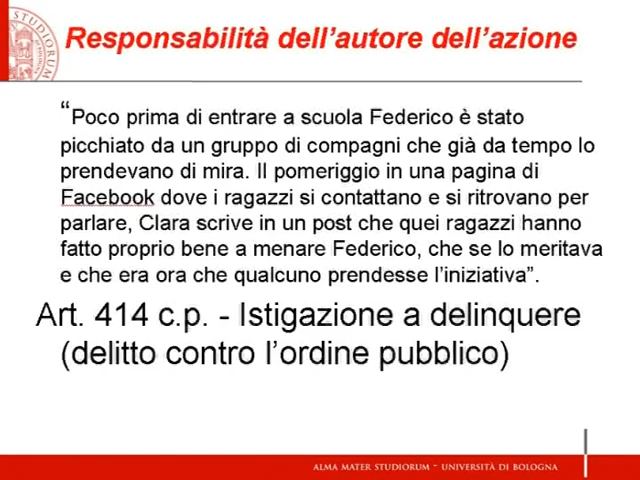 Responsabilità dell'autore dell'azione
“Poco prima di entrare a scuola Federico è stato
picchiato da un gruppo di compagni che già da tempo lo
prendevano di mira. Il pomeriggio in una pagina di
Facebook dove i ragazzi si contattano e si ritrovano per
parlare, Clara scrive in un post che quei ragazzi hanno
fatto proprio bene a menare Federico, che se lo meritava
e che era ora che qualcuno prendesse l'iniziativa”.
Art. 414 c.p. - Istigazione a delinquere
(delitto contro l'ordine pubblico)
ALMA MATER STUDIORUM - UNIVERSITÀ DI BOLOGNA